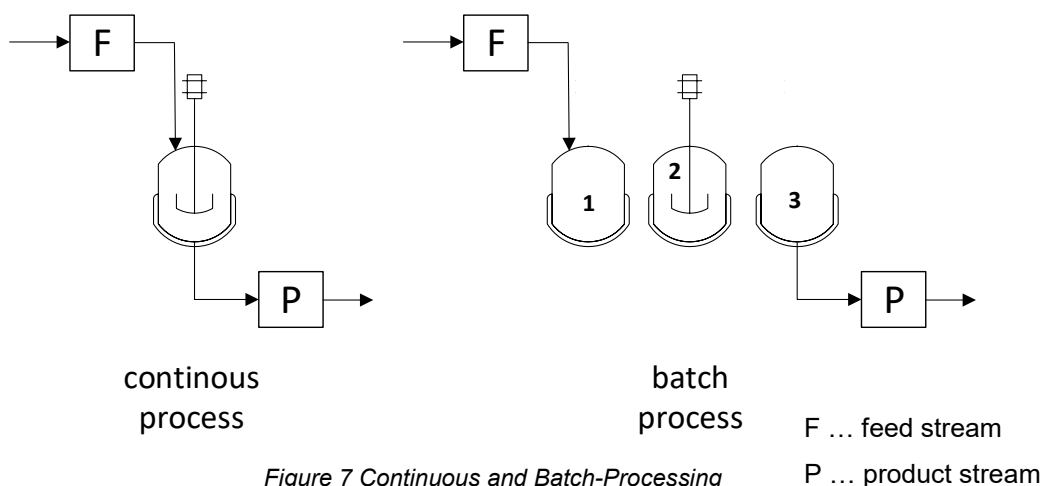 F
F
2
1
3
P
P
continous
process
batch
process
F … feed stream
Figure 7 Continuous and Batch-Processing
P … product stream